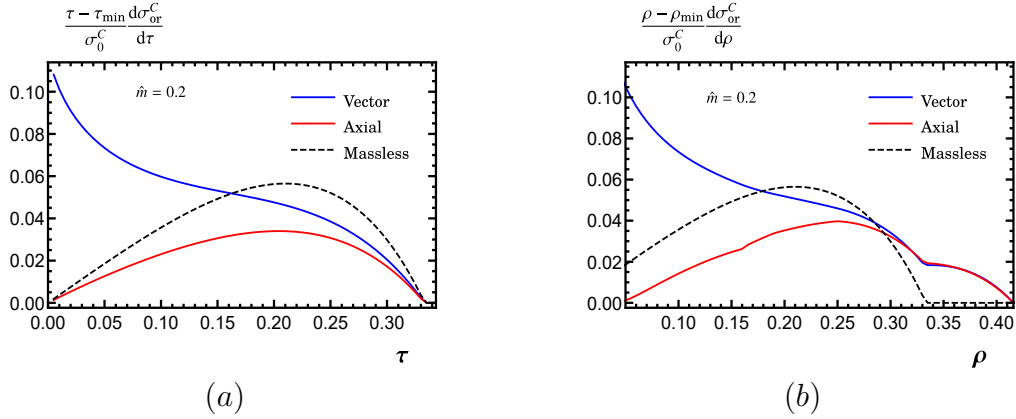 τ − τ_min / σ_0^C dσ_or^C / dτ
m̂ = 0.2
Vector
Axial
Massless
0.10
0.08
0.06
0.04
0.02
0.00
0.00 0.05 0.10 0.15 0.20 0.25 0.30
τ
(a)
ρ − ρ_min / σ_0^C dσ_or^C / dρ
m̂ = 0.2
Vector
Axial
Massless
0.10
0.08
0.06
0.04
0.02
0.00
0.10 0.15 0.20 0.25 0.30 0.35 0.40
ρ
(b)